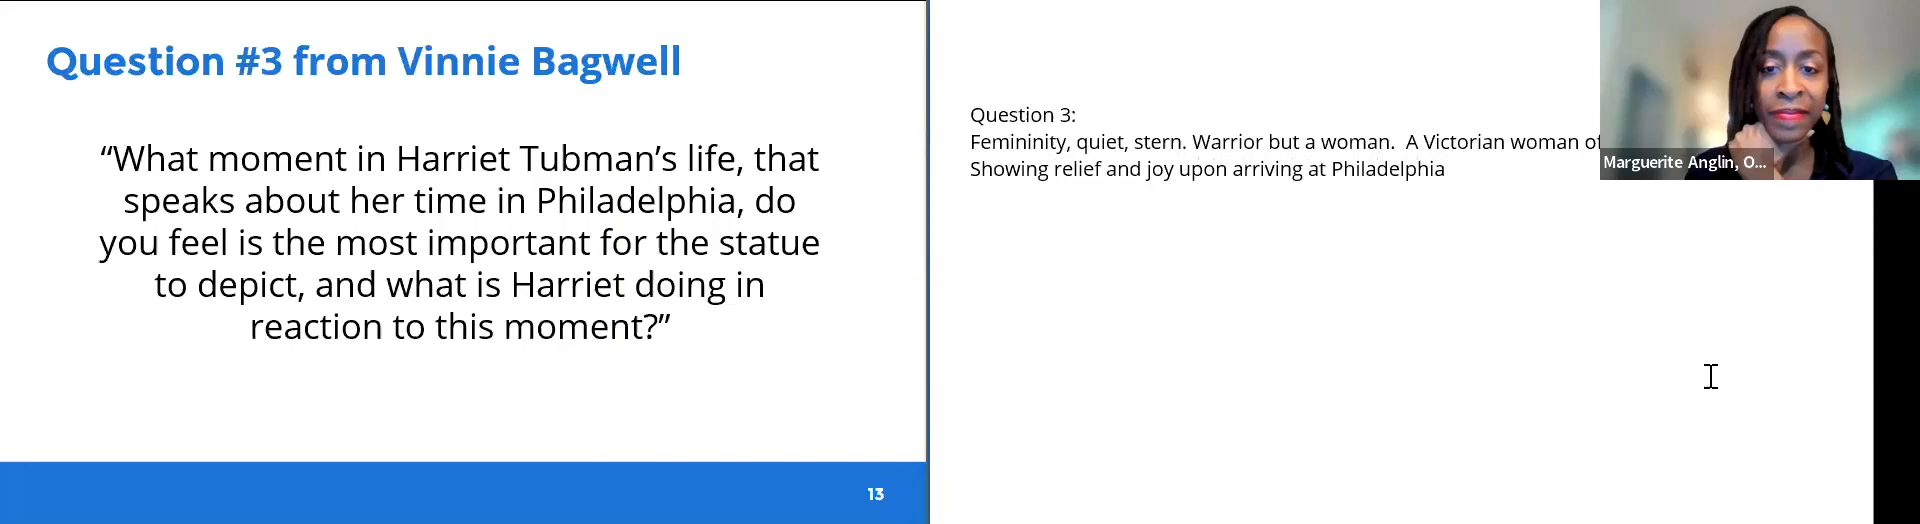 Question #3 from Vinnie Bagwell
“What moment in Harriet Tubman’s life, that
speaks about her time in Philadelphia, do
you feel is the most important for the statue
to depict, and what is Harriet doing in
reaction to this moment?”
13
Question 3:
Femininity, quiet, stern. Warrior but a woman.  A Victorian woman of
Showing relief and joy upon arriving at Philadelphia
Marguerite Anglin, O...